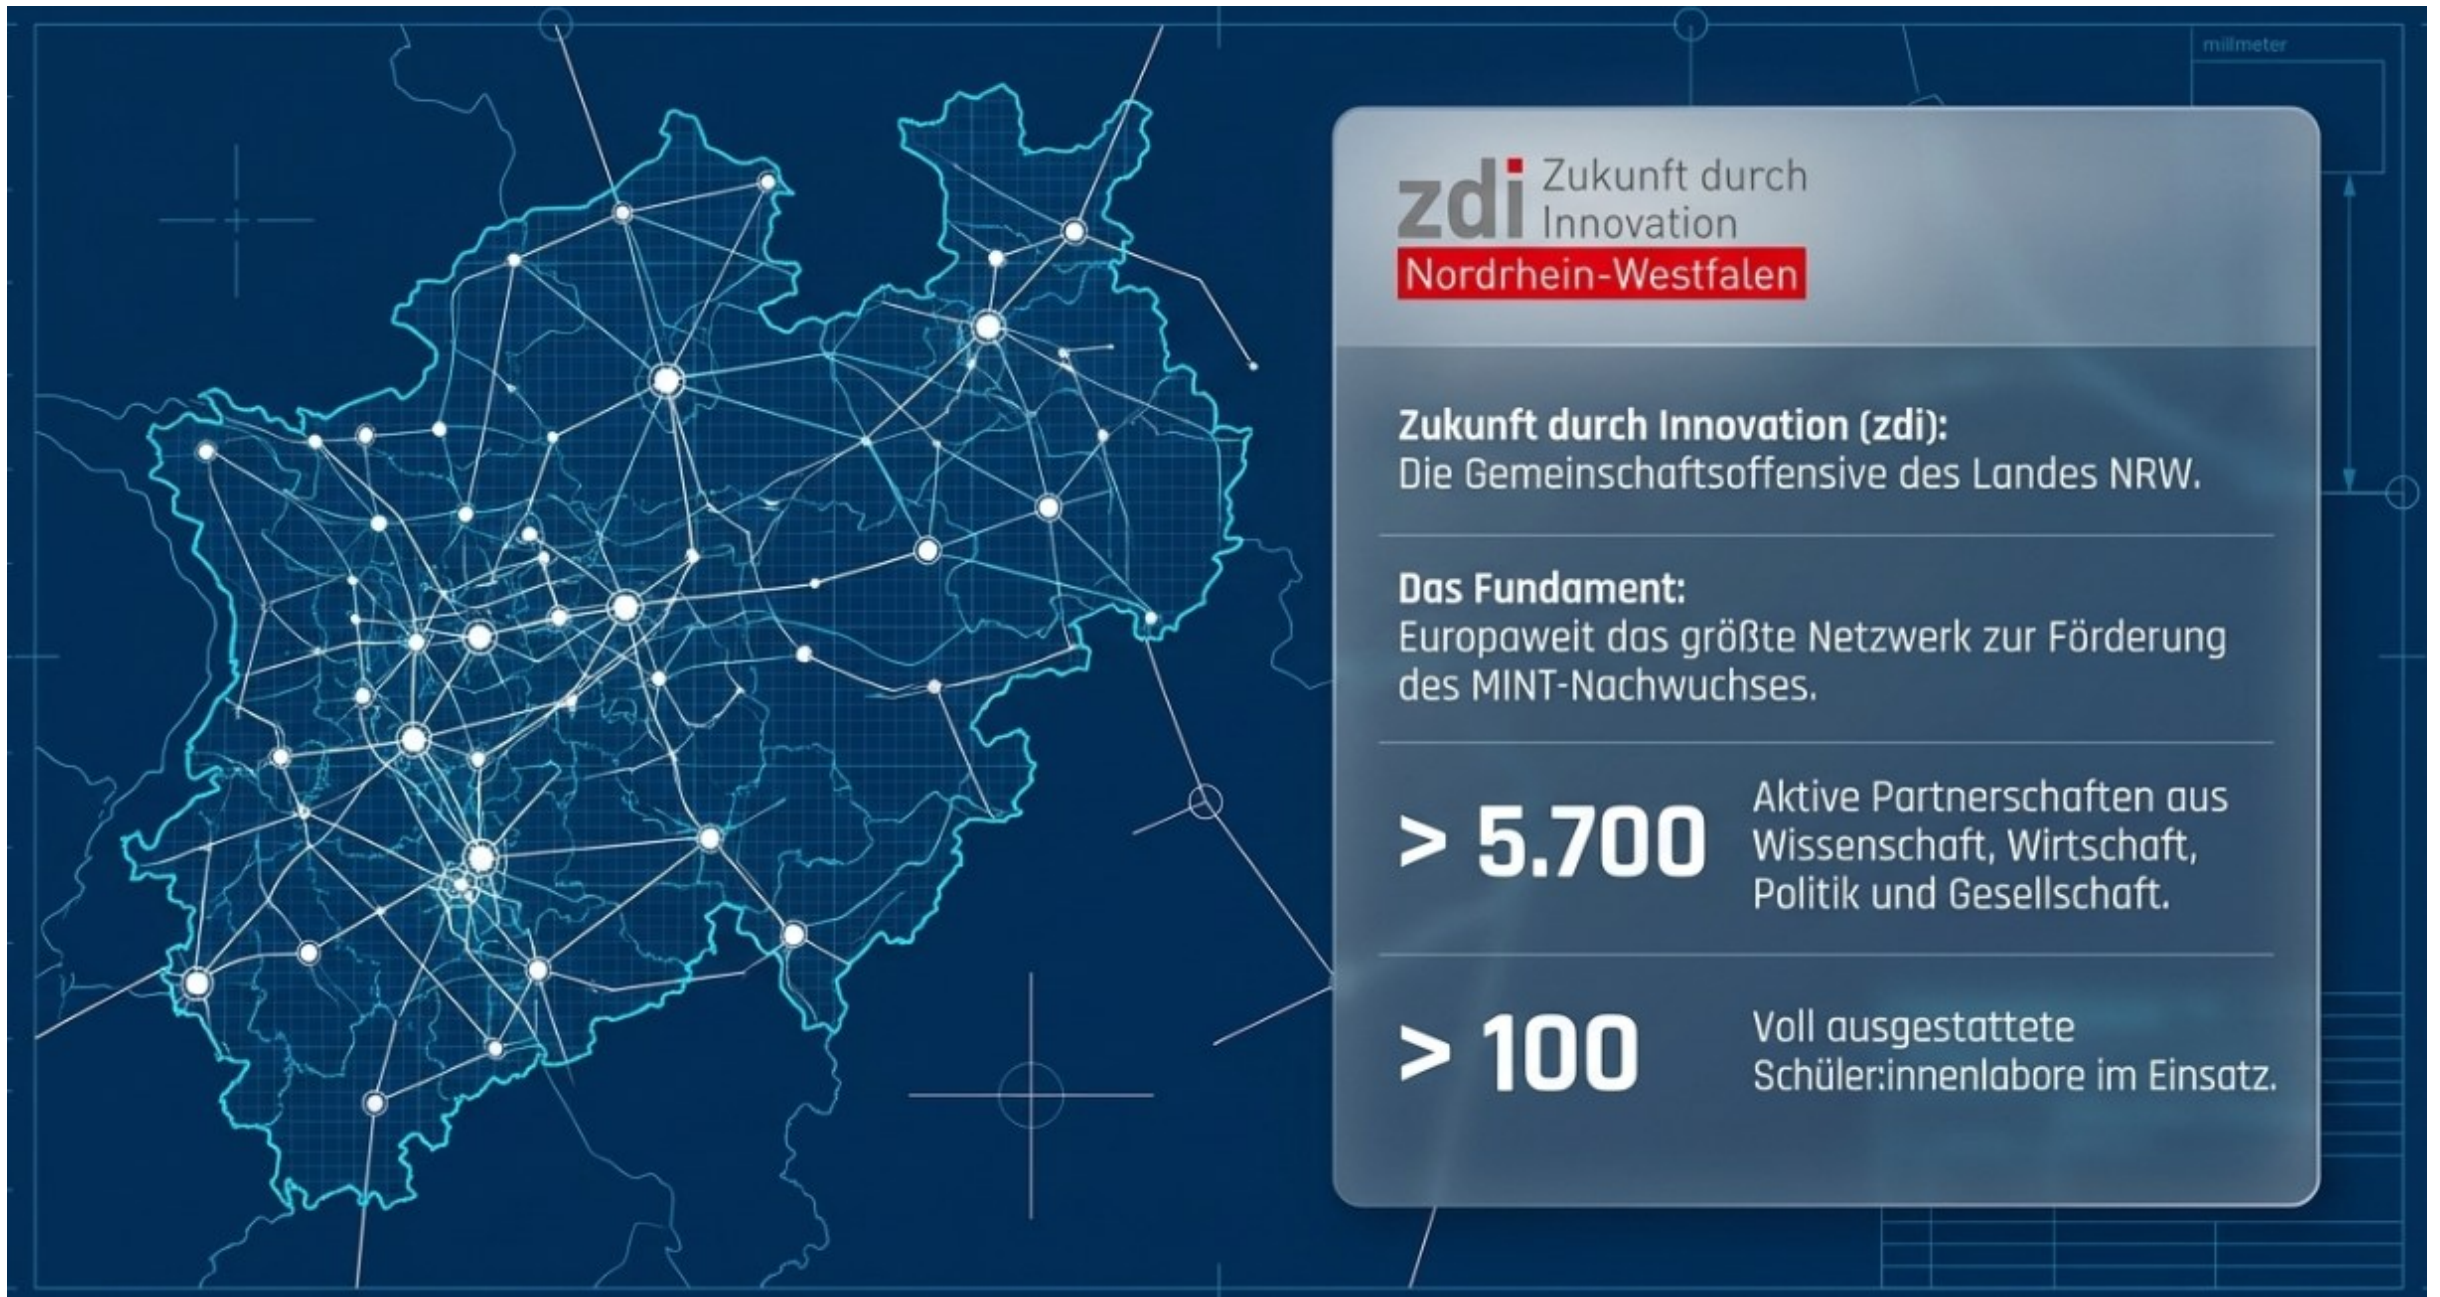 millmeter
zdi Zukunft durch
Innovation
Nordrhein-Westfalen
Zukunft durch Innovation (zdi):
Die Gemeinschaftsoffensive des Landes NRW.
Das Fundament:
Europaweit das größte Netzwerk zur Förderung
des MINT-Nachwuchses.
> 5.700
Aktive Partnerschaften aus
Wissenschaft, Wirtschaft,
Politik und Gesellschaft.
> 100
Voll ausgestattete
Schüler:innenlabore im Einsatz.